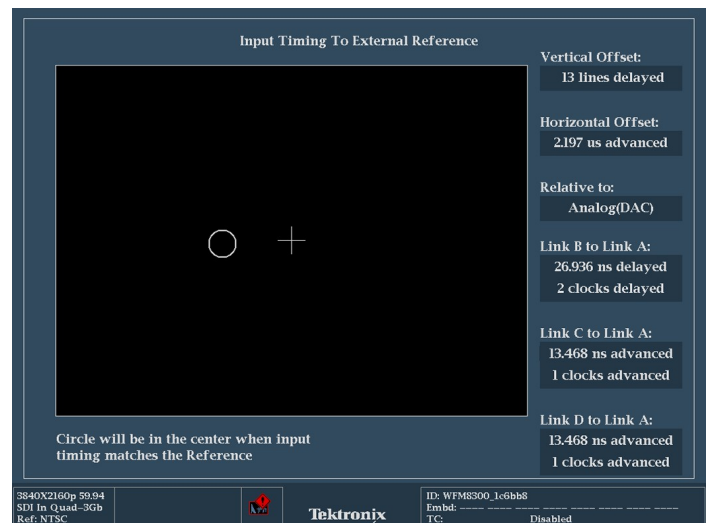 Input Timing To External Reference
Vertical Offset:
13 lines delayed
Horizontal Offset:
2.197 us advanced
Relative to:
Analog(DAC)
Link B to Link A:
26.936 ns delayed
2 clocks delayed
Link C to Link A:
13.468 ns advanced
1 clocks advanced
Link D to Link A:
13.468 ns advanced
1 clocks advanced
Circle will be in the center when input
timing matches the Reference
3840X2160p 59.94
SDI In Quad-3Gb
Ref: NTSC
Tektronix
ID: WFM8300_1c6bb8
Embd: ---- ---- ---- ---- ---- ---- ---- ----
TC: Disabled